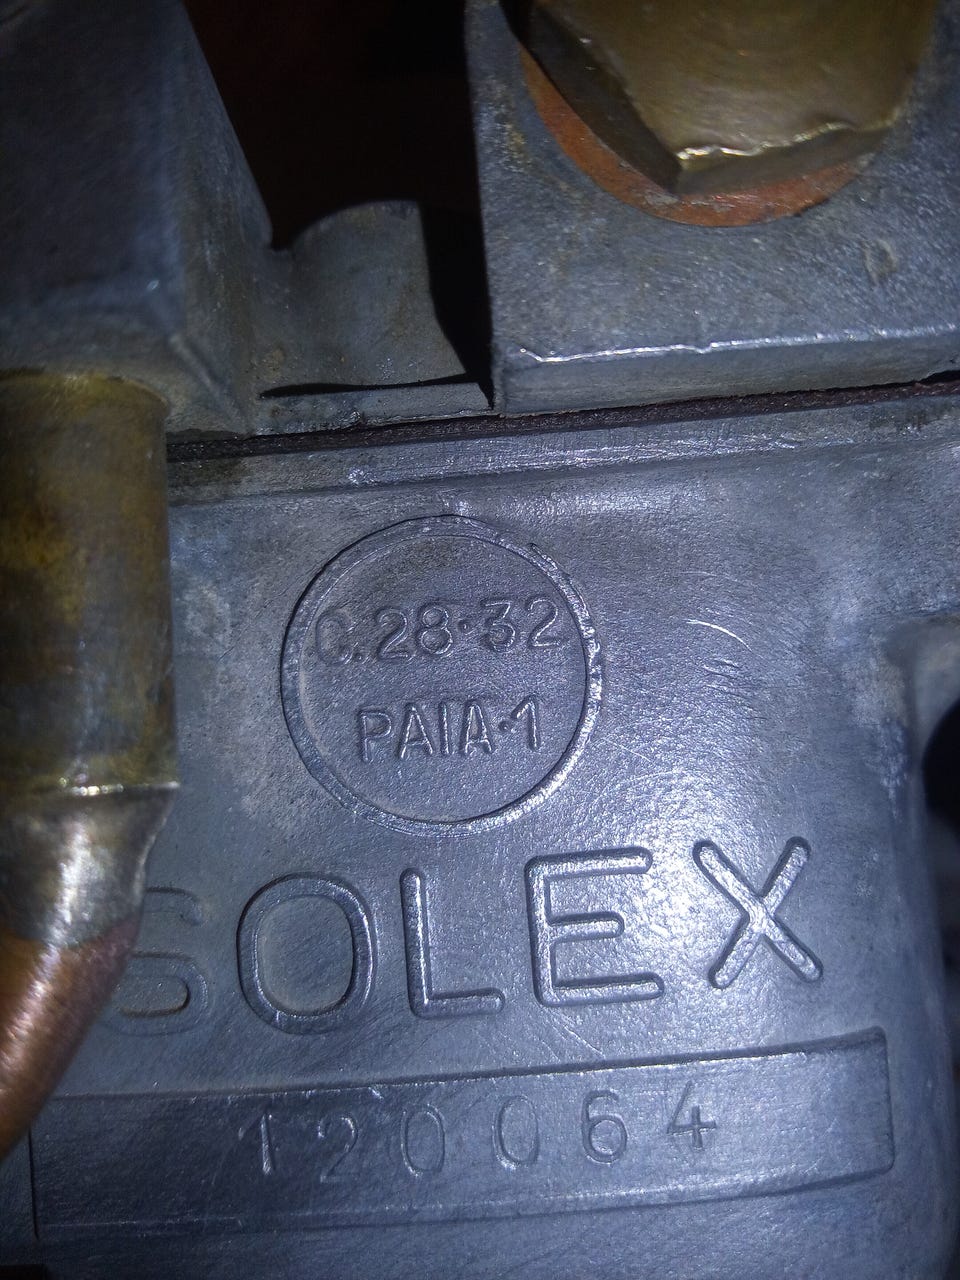 C.28·32
PAIA·1
SOLEX
120064